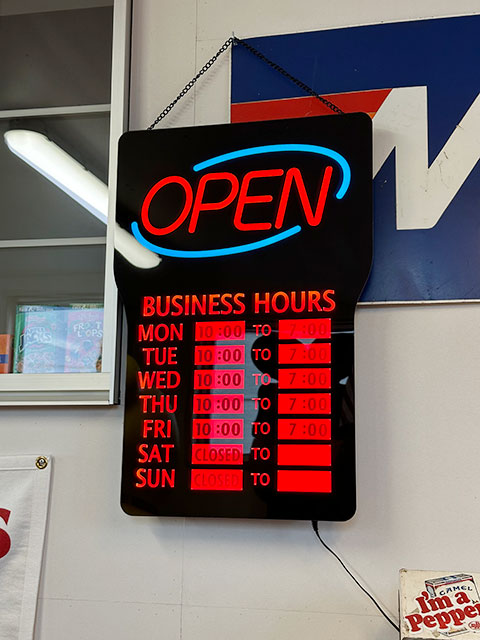 OPEN
BUSINESS HOURS
MON 10:00 TO 7:00
TUE 10:00 TO 7:00
WED 10:00 TO 7:00
THU 10:00 TO 7:00
FRI 10:00 TO 7:00
SAT CLOSED TO
SUN CLOSED TO
CAMEL
I'm a
Pepper